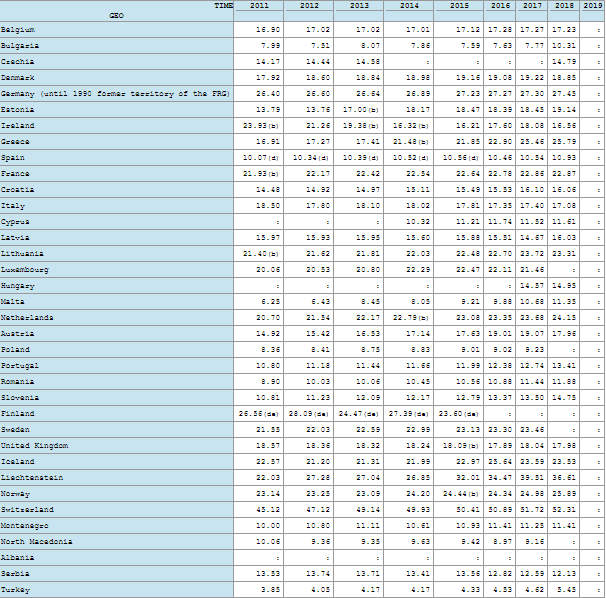 TIME 2011 2012 2013 2014 2015 2016 2017 2018 2019
GEO
Belgium 16.90 17.02 17.02 17.01 17.12 17.28 17.27 17.23 :
Bulgaria 7.99 7.51 8.07 7.86 7.59 7.63 7.77 10.31 :
Czechia 14.17 14.44 14.58 : : : : 14.79 :
Denmark 17.92 18.60 18.84 18.98 19.16 19.08 19.22 18.85 :
Germany (until 1990 former territory of the FRG) 26.40 26.60 26.64 26.89 27.23 27.27 27.30 27.45 :
Estonia 13.79 13.76 17.00(b) 18.17 18.47 18.39 18.45 19.14 :
Ireland 23.93(b) 21.26 19.38(b) 16.32(b) 16.21 17.60 18.08 16.56 :
Greece 16.91 17.27 17.41 21.48(b) 21.85 22.90 25.46 25.79 :
Spain 10.07(d) 10.34(d) 10.39(d) 10.52(d) 10.56(d) 10.46 10.54 10.93 :
France 21.93(b) 22.17 22.42 22.54 22.64 22.78 22.86 22.87 :
Croatia 14.48 14.92 14.97 15.11 15.49 15.53 16.10 16.06 :
Italy 18.50 17.80 18.10 18.02 17.81 17.35 17.40 17.08 :
Cyprus : : : 10.32 11.21 11.74 11.52 11.61 :
Latvia 15.97 15.93 15.95 15.60 15.88 15.51 14.67 16.03 :
Lithuania 21.40(b) 21.62 21.81 22.03 22.48 22.70 23.72 23.31 :
Luxembourg 20.06 20.53 20.80 22.29 22.47 22.11 21.46 : :
Hungary : : : : : : 14.57 14.95 :
Malta 6.25 6.43 8.45 8.05 9.21 9.88 10.68 11.35 :
Netherlands 20.70 21.54 22.17 22.79(b) 23.08 23.35 23.68 24.15 :
Austria 14.92 15.42 16.53 17.14 17.63 19.01 19.07 17.96 :
Poland 8.36 8.41 8.75 8.83 9.01 9.02 9.23 : :
Portugal 10.80 11.18 11.44 11.66 11.99 12.38 12.74 13.41 :
Romania 8.90 10.03 10.06 10.45 10.56 10.88 11.44 11.88 :
Slovenia 10.81 11.23 12.09 12.17 12.79 13.37 13.50 14.75 :
Finland 26.56(de) 28.09(de) 24.47(de) 27.39(de) 23.60(de) : : : :
Sweden 21.55 22.03 22.59 22.99 23.13 23.30 23.46 : :
United Kingdom 18.57 18.36 18.32 18.24 18.09(b) 17.89 18.04 17.98 :
Iceland 22.57 21.20 21.31 21.99 22.97 25.64 23.59 23.53 :
Liechtenstein 22.03 27.28 27.04 26.85 32.01 34.47 39.51 36.61 :
Norway 23.14 23.25 23.09 24.20 24.44(b) 24.34 24.98 25.89 :
Switzerland 45.12 47.12 49.14 49.93 50.41 50.89 51.72 52.31 :
Montenegro 10.00 10.80 11.11 10.61 10.93 11.41 11.25 11.41 :
North Macedonia 10.06 9.36 9.35 9.63 9.42 8.97 9.16 : :
Albania : : : : : : : : :
Serbia 13.53 13.74 13.71 13.41 13.56 12.82 12.59 12.13 :
Turkey 3.85 4.05 4.17 4.17 4.33 4.53 4.62 5.45 :